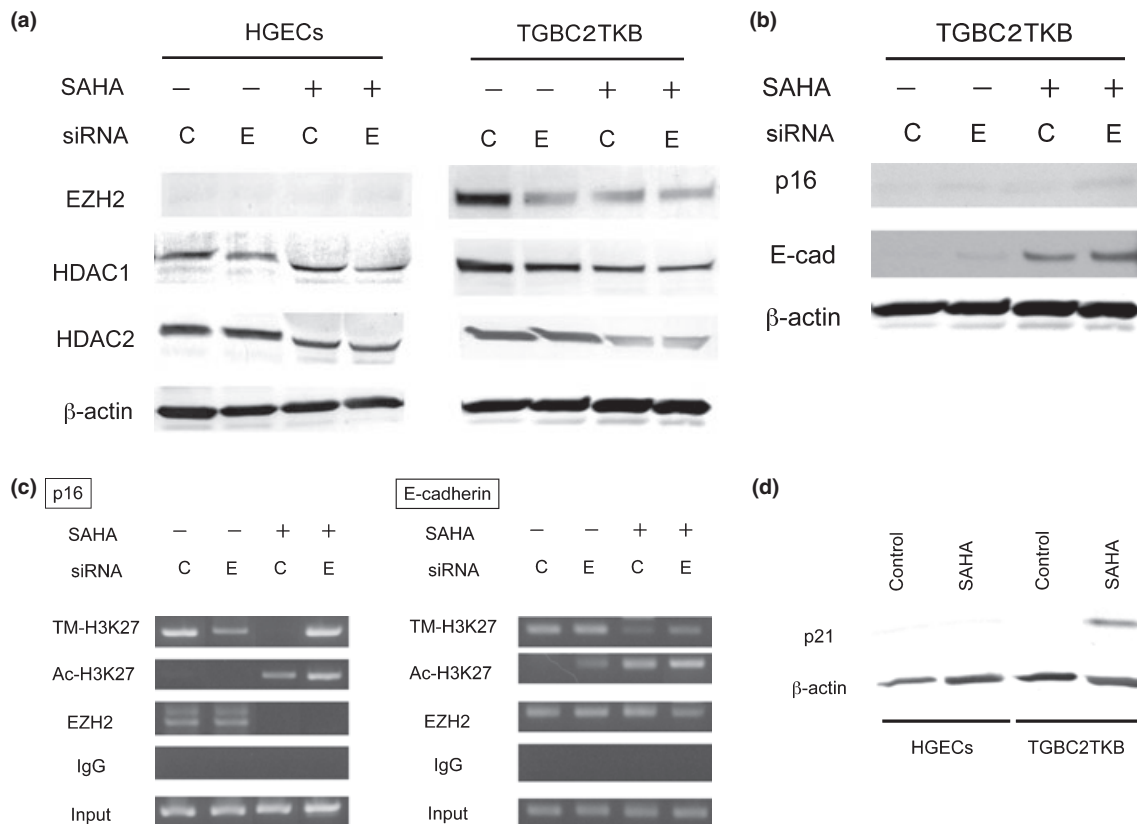 (a)
HGECs
TGBC2TKB
SAHA − − + + − − + +
siRNA C E C E C E C E
EZH2
HDAC1
HDAC2
β-actin
(b)
TGBC2TKB
SAHA − − + +
siRNA C E C E
p16
E-cad
β-actin
(c)
p16
SAHA − − + +
siRNA C E C E
TM-H3K27
Ac-H3K27
EZH2
IgG
Input
E-cadherin
SAHA − − + +
siRNA C E C E
TM-H3K27
Ac-H3K27
EZH2
IgG
Input
(d)
Control SAHA Control SAHA
p21
β-actin
HGECs TGBC2TKB